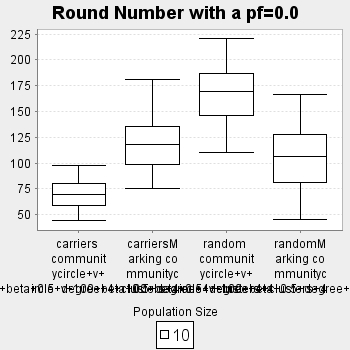 Round Number with a pf=0.0
225
200
175
150
125
100
75
50
carriers
communit
ycircle+v+
carriersM
arking co
mmunityc
random
communit
ycircle+v+
randomM
arking co
mmunityc
Population Size
10